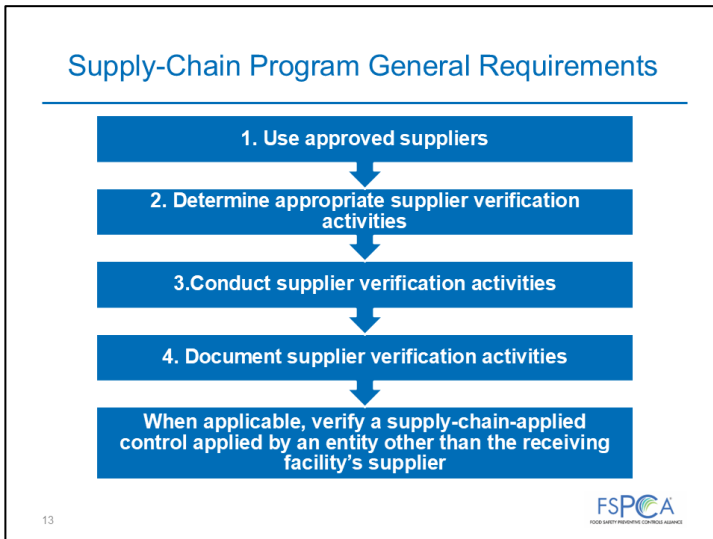 Supply-Chain Program General Requirements
1. Use approved suppliers
2. Determine appropriate supplier verification
activities
3.Conduct supplier verification activities
4. Document supplier verification activities
When applicable, verify a supply-chain-applied
control applied by an entity other than the receiving
facility's supplier
13
FSPCA
FOOD SAFETY PREVENTIVE CONTROLS ALLIANCE